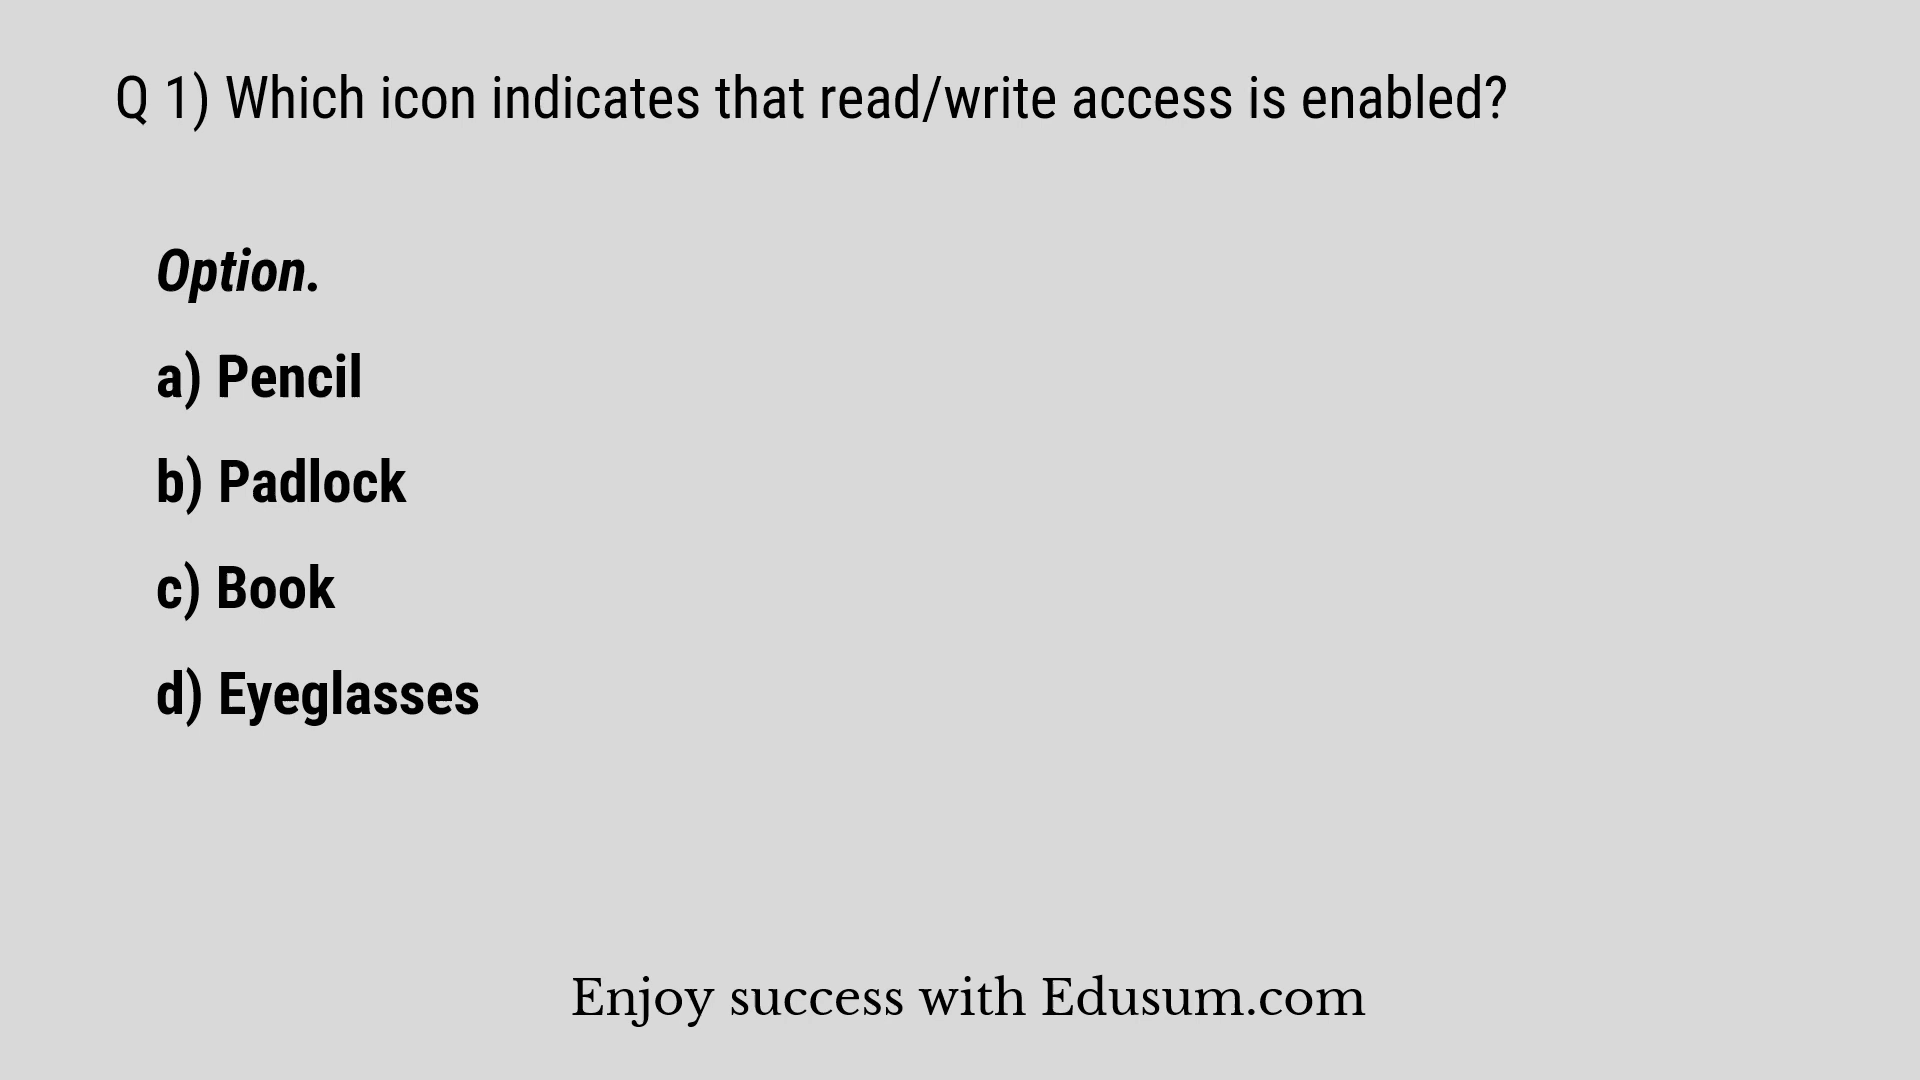 Q 1) Which icon indicates that read/write access is enabled?
Option.
a) Pencil
b) Padlock
c) Book
d) Eyeglasses
Enjoy success with Edusum.com